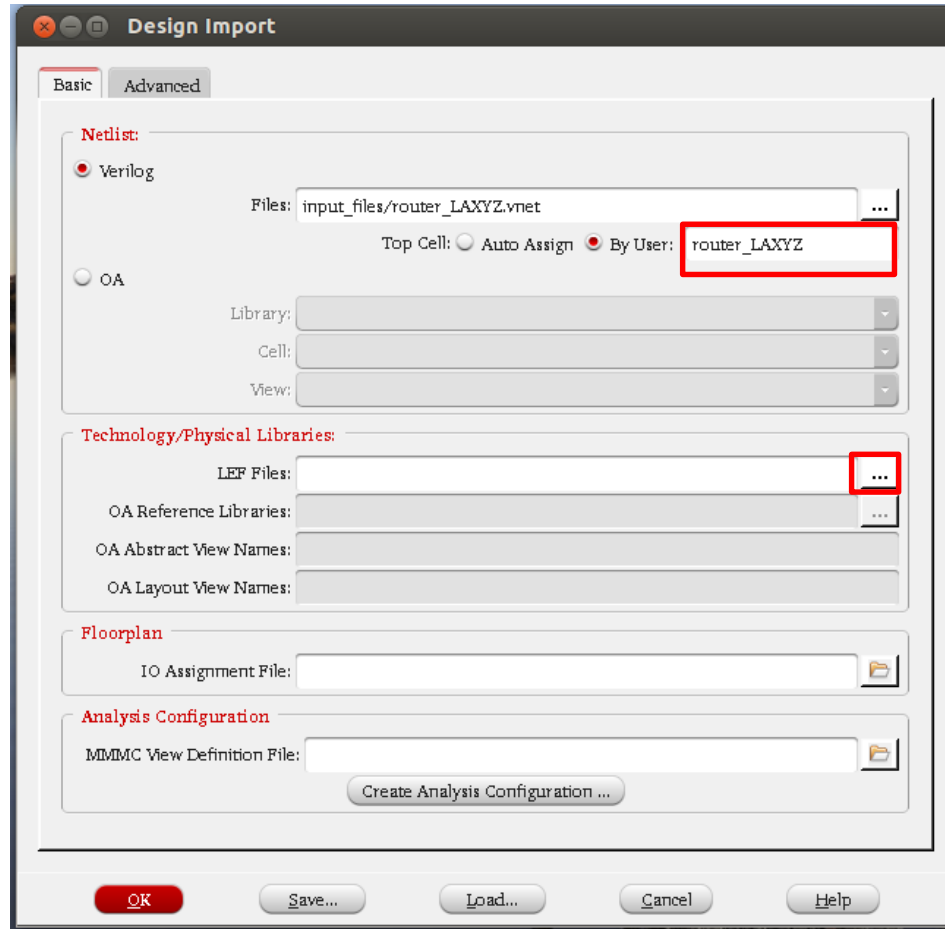 Design Import
Basic Advanced
Netlist:
Verilog
Files: input_files/router_LAXYZ.vnet ...
Top Cell: Auto Assign By User: router_LAXYZ
OA
Library:
Cell:
View:
Technology/Physical Libraries:
LEF Files: ...
OA Reference Libraries: ...
OA Abstract View Names:
OA Layout View Names:
Floorplan
IO Assignment File:
Analysis Configuration
MMMC View Definition File:
Create Analysis Configuration ...
OK Save... Load... Cancel Help